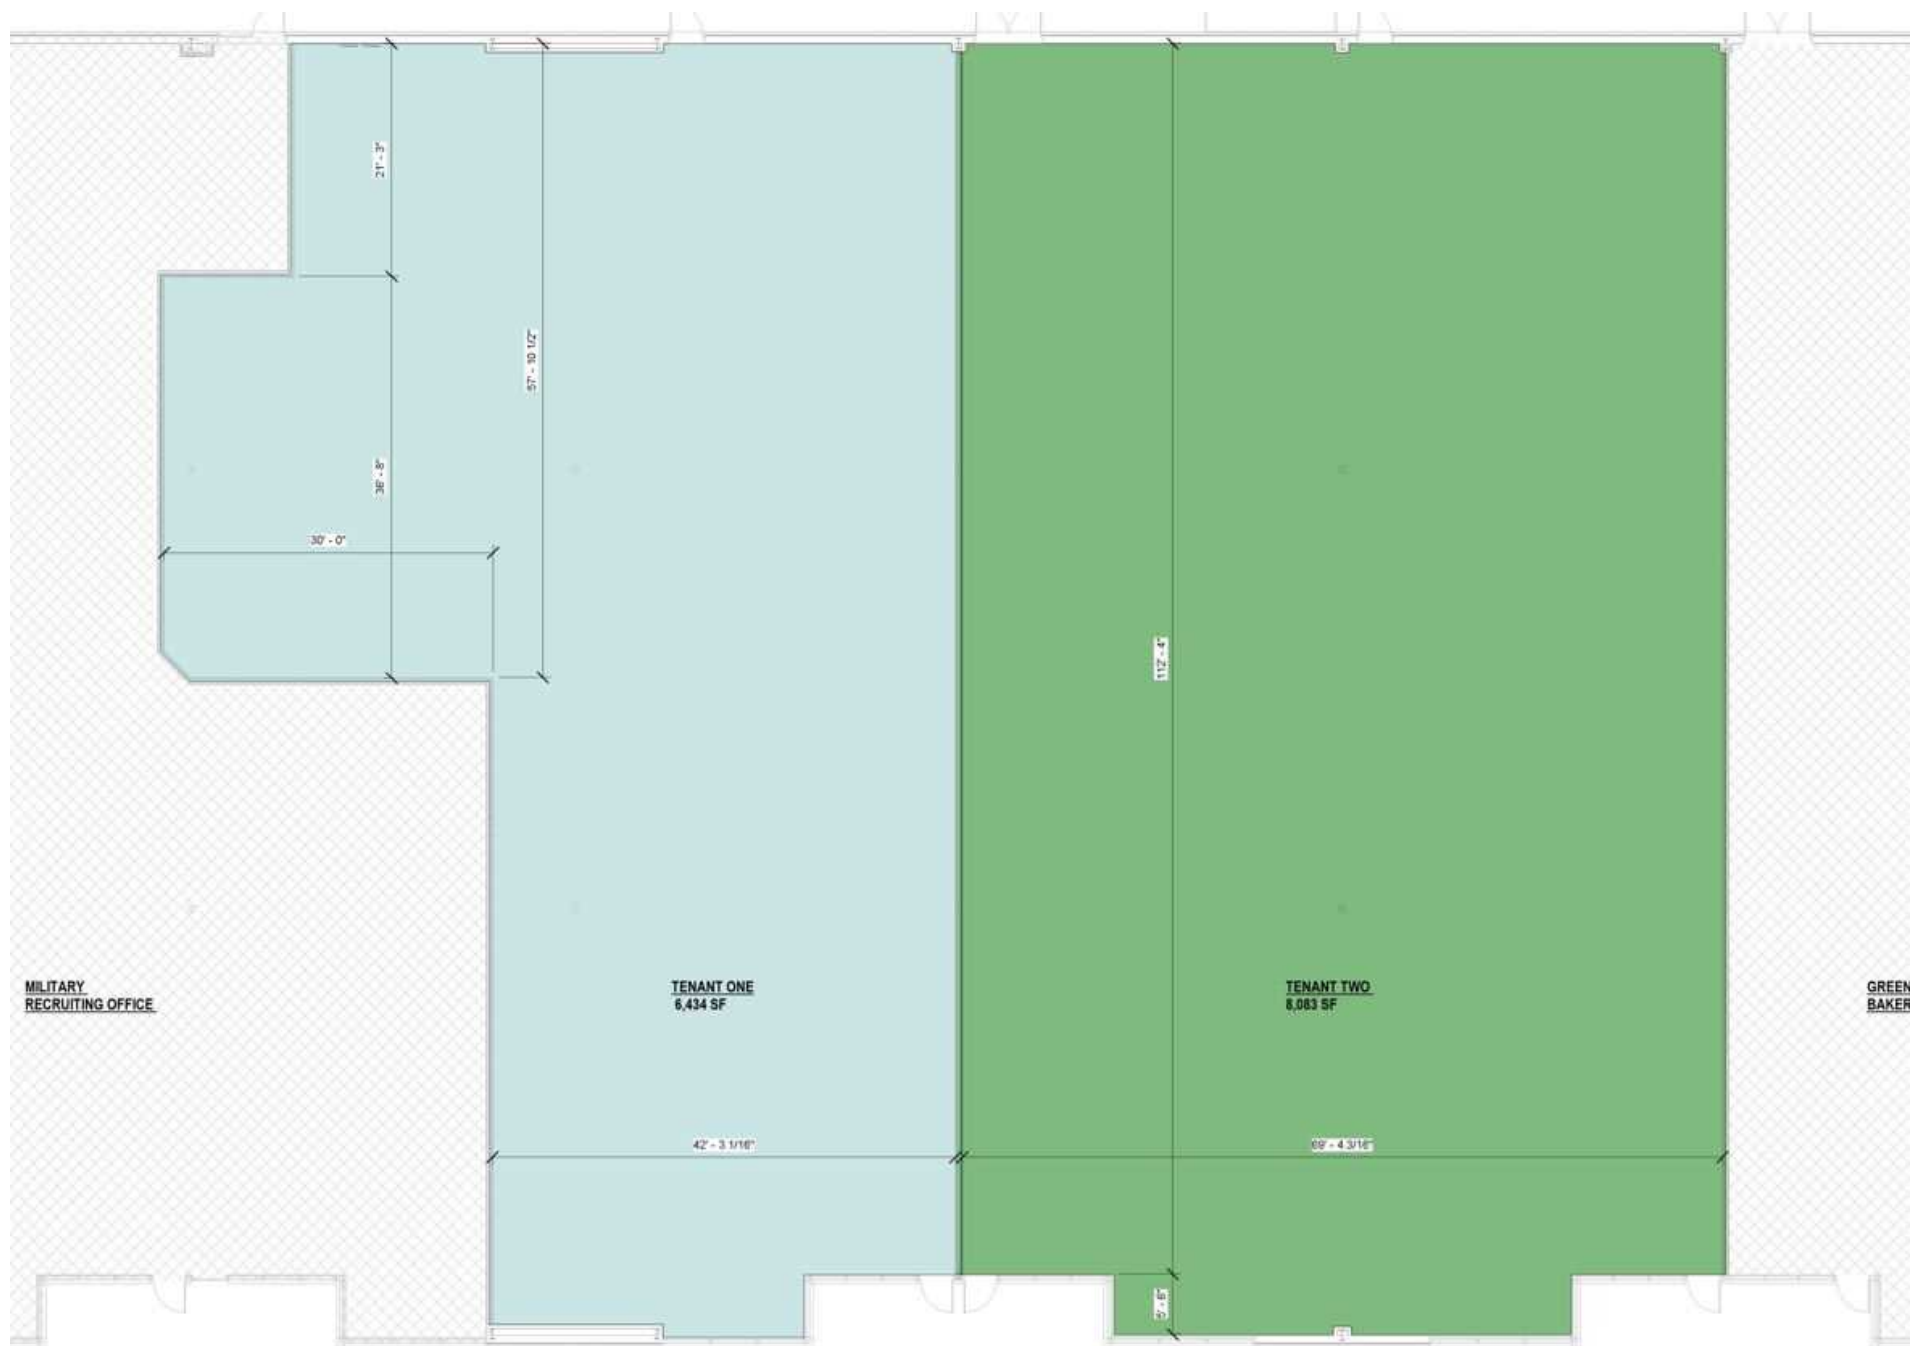 21' - 3"
57' - 10 1/2"
36' - 8"
30' - 0"
112' - 4"
MILITARY
RECRUITING OFFICE
TENANT ONE
6,434 SF
TENANT TWO
8,083 SF
GREEN
BAKER
42' - 3 1/16"
69' - 4 3/16"
5' - 6"